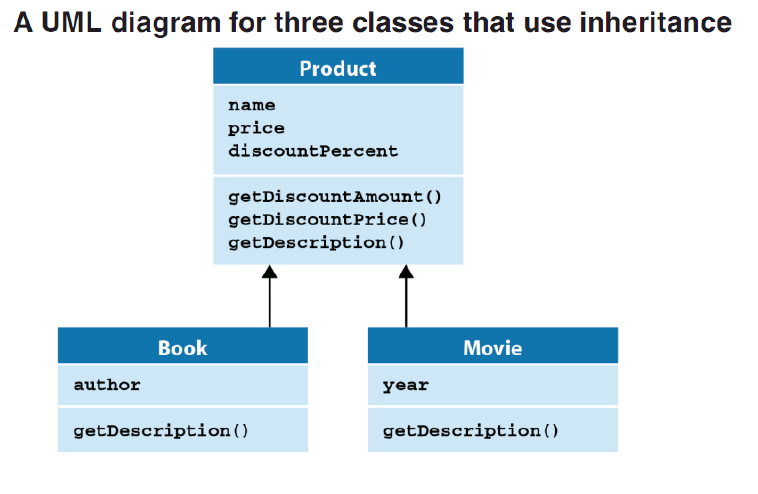 A UML diagram for three classes that use inheritance
Product
name
price
discountPercent
getDiscountAmount()
getDiscountPrice()
getDescription()
Book
author
getDescription()
Movie
year
getDescription()